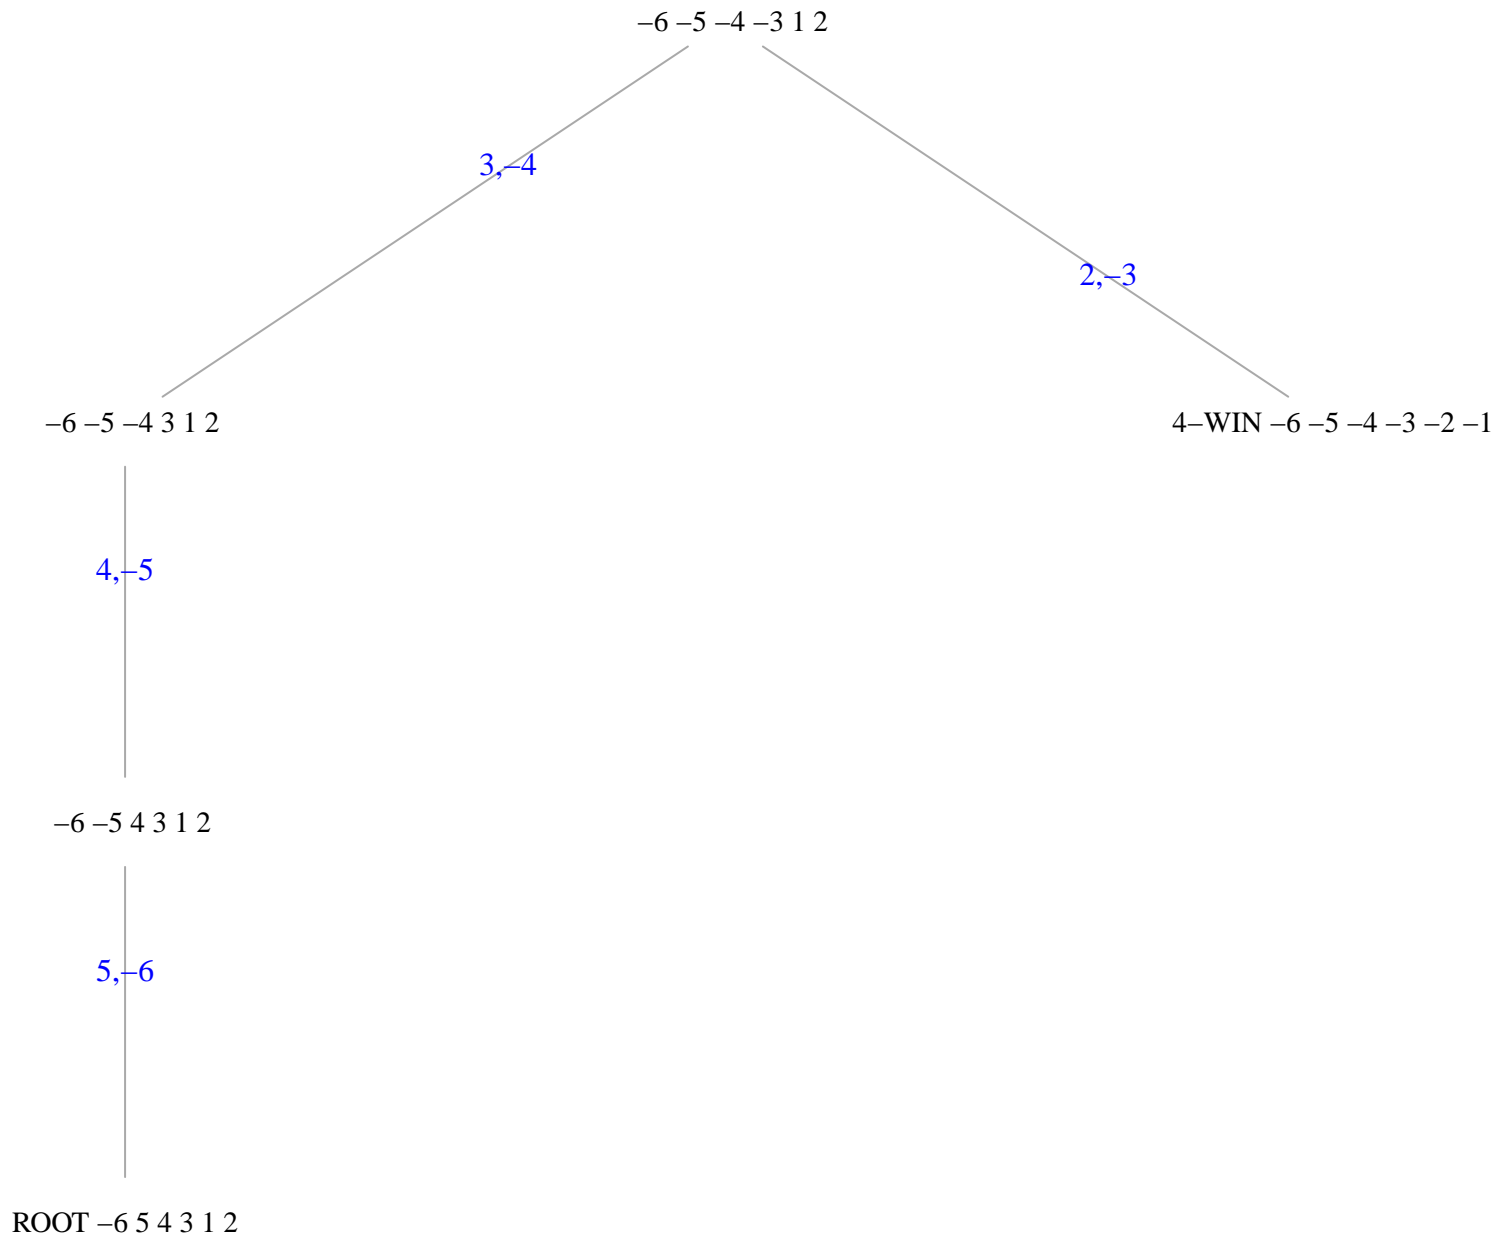 –6 –5 –4 –3 1 2
3,–4
2,–3
–6 –5 –4 3 1 2
4–WIN –6 –5 –4 –3 –2 –1
4,–5
–6 –5 4 3 1 2
5,–6
ROOT –6 5 4 3 1 2